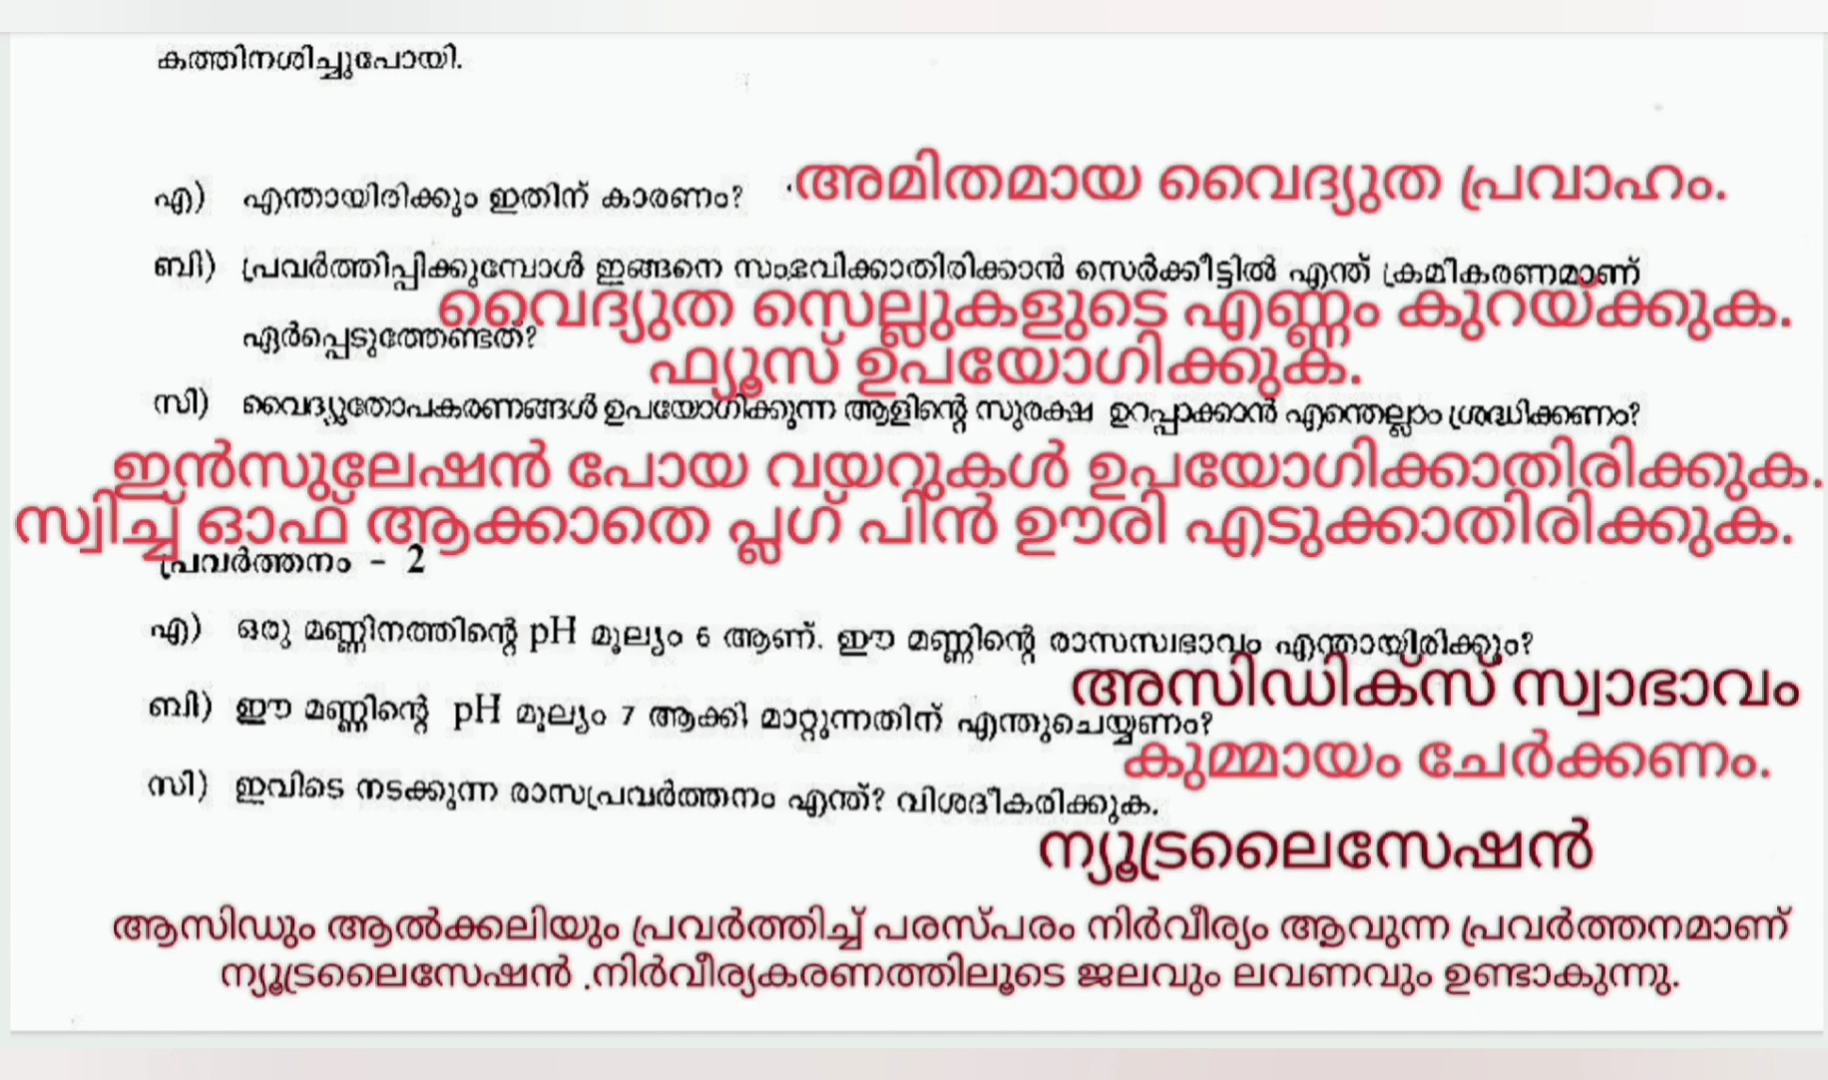 കത്തിനശിച്ചുപോയി.
എ) എന്തായിരിക്കും ഇതിന് കാരണം? അമിതമായ വൈദ്യുത പ്രവാഹം.
ബി) പ്രവർത്തിപ്പിക്കുമ്പോൾ ഇങ്ങനെ സംഭവിക്കാതിരിക്കാൻ സെർക്കീട്ടിൽ എന്ത് ക്രമീകരണമാണ്
വൈദ്യുത സെല്ലുകളുടെ എണ്ണം കുറയ്ക്കുക.
ഏർപ്പെടുത്തേണ്ടത്?
ഫ്യൂസ് ഉപയോഗിക്കുക.
സി) വൈദ്യുതോപകരണങ്ങൾ ഉപയോഗിക്കുന്ന ആളിന്റെ സുരക്ഷ ഉറപ്പാക്കാൻ എന്തെല്ലാം ശ്രദ്ധിക്കണം?
ഇൻസുലേഷൻ പോയ വയറുകൾ ഉപയോഗിക്കാതിരിക്കുക.
സ്വിച്ച് ഓഫ് ആക്കാതെ പ്ലഗ് പിൻ ഊരി എടുക്കാതിരിക്കുക.
പ്രവർത്തനം - 2
എ) ഒരു മണ്ണിനത്തിന്റെ pH മൂല്യം 6 ആണ്. ഈ മണ്ണിന്റെ രാസസ്വഭാവം എന്തായിരിക്കും?
അസിഡിക്സ് സ്വാഭാവം
ബി) ഈ മണ്ണിന്റെ pH മൂല്യം 7 ആക്കി മാറ്റുന്നതിന് എന്തുചെയ്യണം?
കുമ്മായം ചേർക്കണം.
സി) ഇവിടെ നടക്കുന്ന രാസപ്രവർത്തനം എന്ത്? വിശദീകരിക്കുക.
ന്യൂട്രലൈസേഷൻ
ആസിഡും ആൽക്കലിയും പ്രവർത്തിച്ച് പരസ്പരം നിർവീര്യം ആവുന്ന പ്രവർത്തനമാണ്
ന്യൂട്രലൈസേഷൻ .നിർവീര്യകരണത്തിലൂടെ ജലവും ലവണവും ഉണ്ടാകുന്നു.